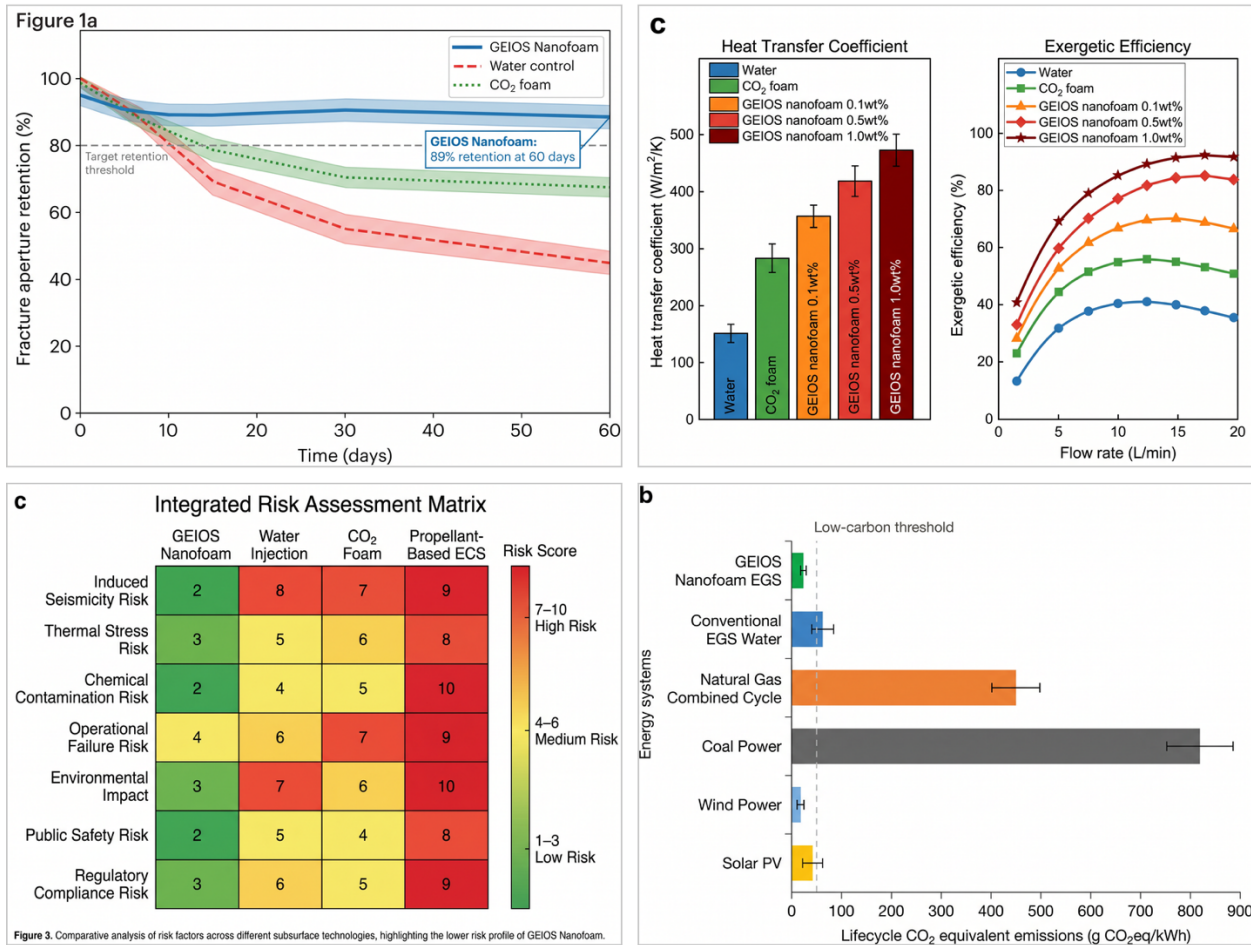 Figure 1a
GEIOS Nanofoam
Water control
CO₂ foam
Fracture aperture retention (%)
100
80
60
40
20
0
Target retention
threshold
GEIOS Nanofoam:
89% retention at 60 days
0 10 20 30 40 50 60
Time (days)
c
Heat Transfer Coefficient
Water
CO₂ foam
GEIOS nanofoam 0.1wt%
GEIOS nanofoam 0.5wt%
GEIOS nanofoam 1.0wt%
Heat transfer coefficient (W/m²/K)
500
400
300
200
100
0
Water
CO₂ foam
GEIOS nanofoam 0.1wt%
GEIOS nanofoam 0.5wt%
GEIOS nanofoam 1.0wt%
Exergetic Efficiency
Water
CO₂ foam
GEIOS nanofoam 0.1wt%
GEIOS nanofoam 0.5wt%
GEIOS nanofoam 1.0wt%
Exergetic efficiency (%)
100
80
60
40
20
0
0 5 10 15 20
Flow rate (L/min)
c
Integrated Risk Assessment Matrix
GEIOS
Nanofoam
Water
Injection
CO₂
Foam
Propellant-
Based ECS
Risk Score
Induced
Seismicity Risk
2 8 7 9
Thermal Stress
Risk
3 5 6 8
Chemical
Contamination Risk
2 4 5 10
Operational
Failure Risk
4 6 7 9
Environmental
Impact
3 7 6 10
Public Safety Risk
2 5 4 8
Regulatory
Compliance Risk
3 6 5 9
7–10
High Risk
4–6
Medium Risk
1–3
Low Risk
Figure 3. Comparative analysis of risk factors across different subsurface technologies, highlighting the lower risk profile of GEIOS Nanofoam.
b
Low-carbon threshold
Energy systems
GEIOS
Nanofoam EGS
Conventional
EGS Water
Natural Gas
Combined Cycle
Coal Power
Wind Power
Solar PV
0 100 200 300 400 500 600 700 800 900
Lifecycle CO₂ equivalent emissions (g CO₂eq/kWh)